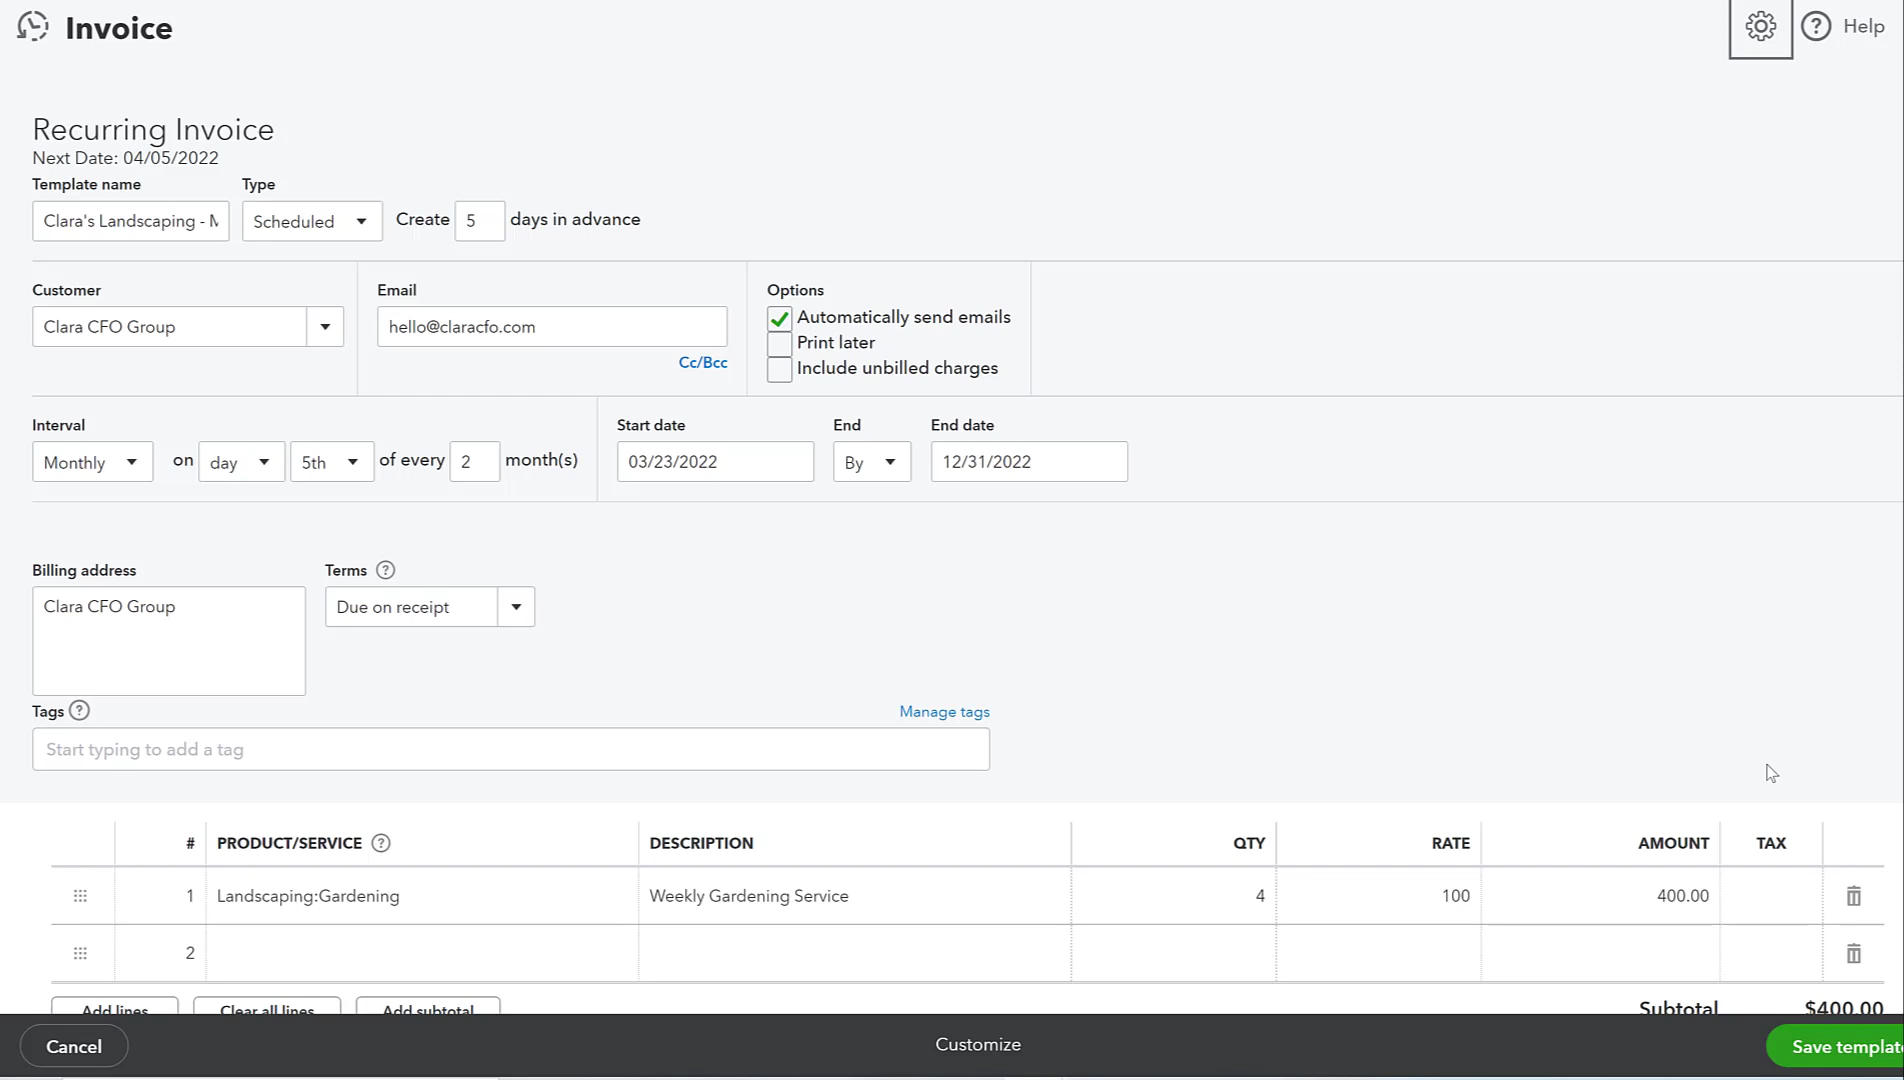 Invoice
Help
Recurring Invoice
Next Date: 04/05/2022
Template name Type
Clara's Landscaping - M Scheduled Create 5 days in advance
Customer Email Options
Clara CFO Group hello@claracfo.com Automatically send emails
Print later
Cc/Bcc Include unbilled charges
Interval Start date End End date
Monthly on day 5th of every 2 month(s) 03/23/2022 By 12/31/2022
Billing address Terms ?
Clara CFO Group Due on receipt
Tags ? Manage tags
Start typing to add a tag
# PRODUCT/SERVICE ? DESCRIPTION QTY RATE AMOUNT TAX
1 Landscaping:Gardening Weekly Gardening Service 4 100 400.00
2
Add lines Clear all lines Add subtotal Subtotal $400.00
Cancel Customize Save template